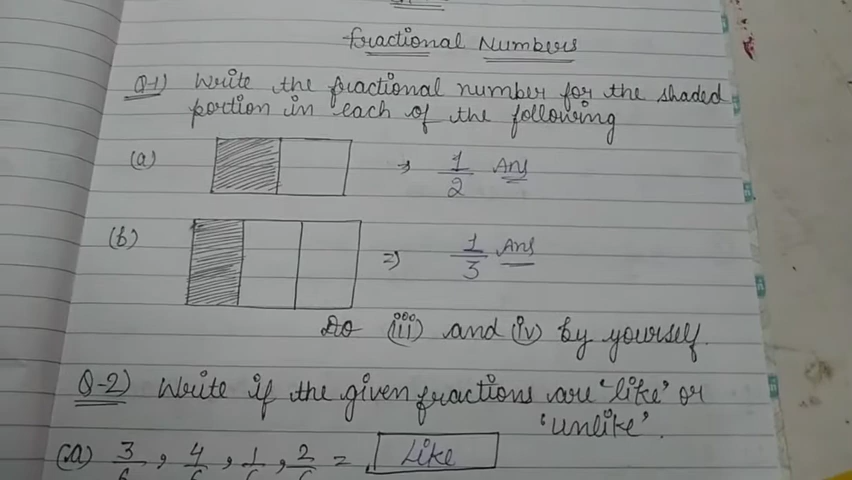 Fractional Numbers
Q-1) Write the fractional number for the shaded
portion in each of the following
(a) → 1/2 Ans
(b) ⇒ 1/3 Ans
Do (iii) and (iv) by yourself.
Q-2) Write if the given fractions are 'like' or
'unlike'.
(a) 3/6, 4/6, 1/6, 2/6 = Like